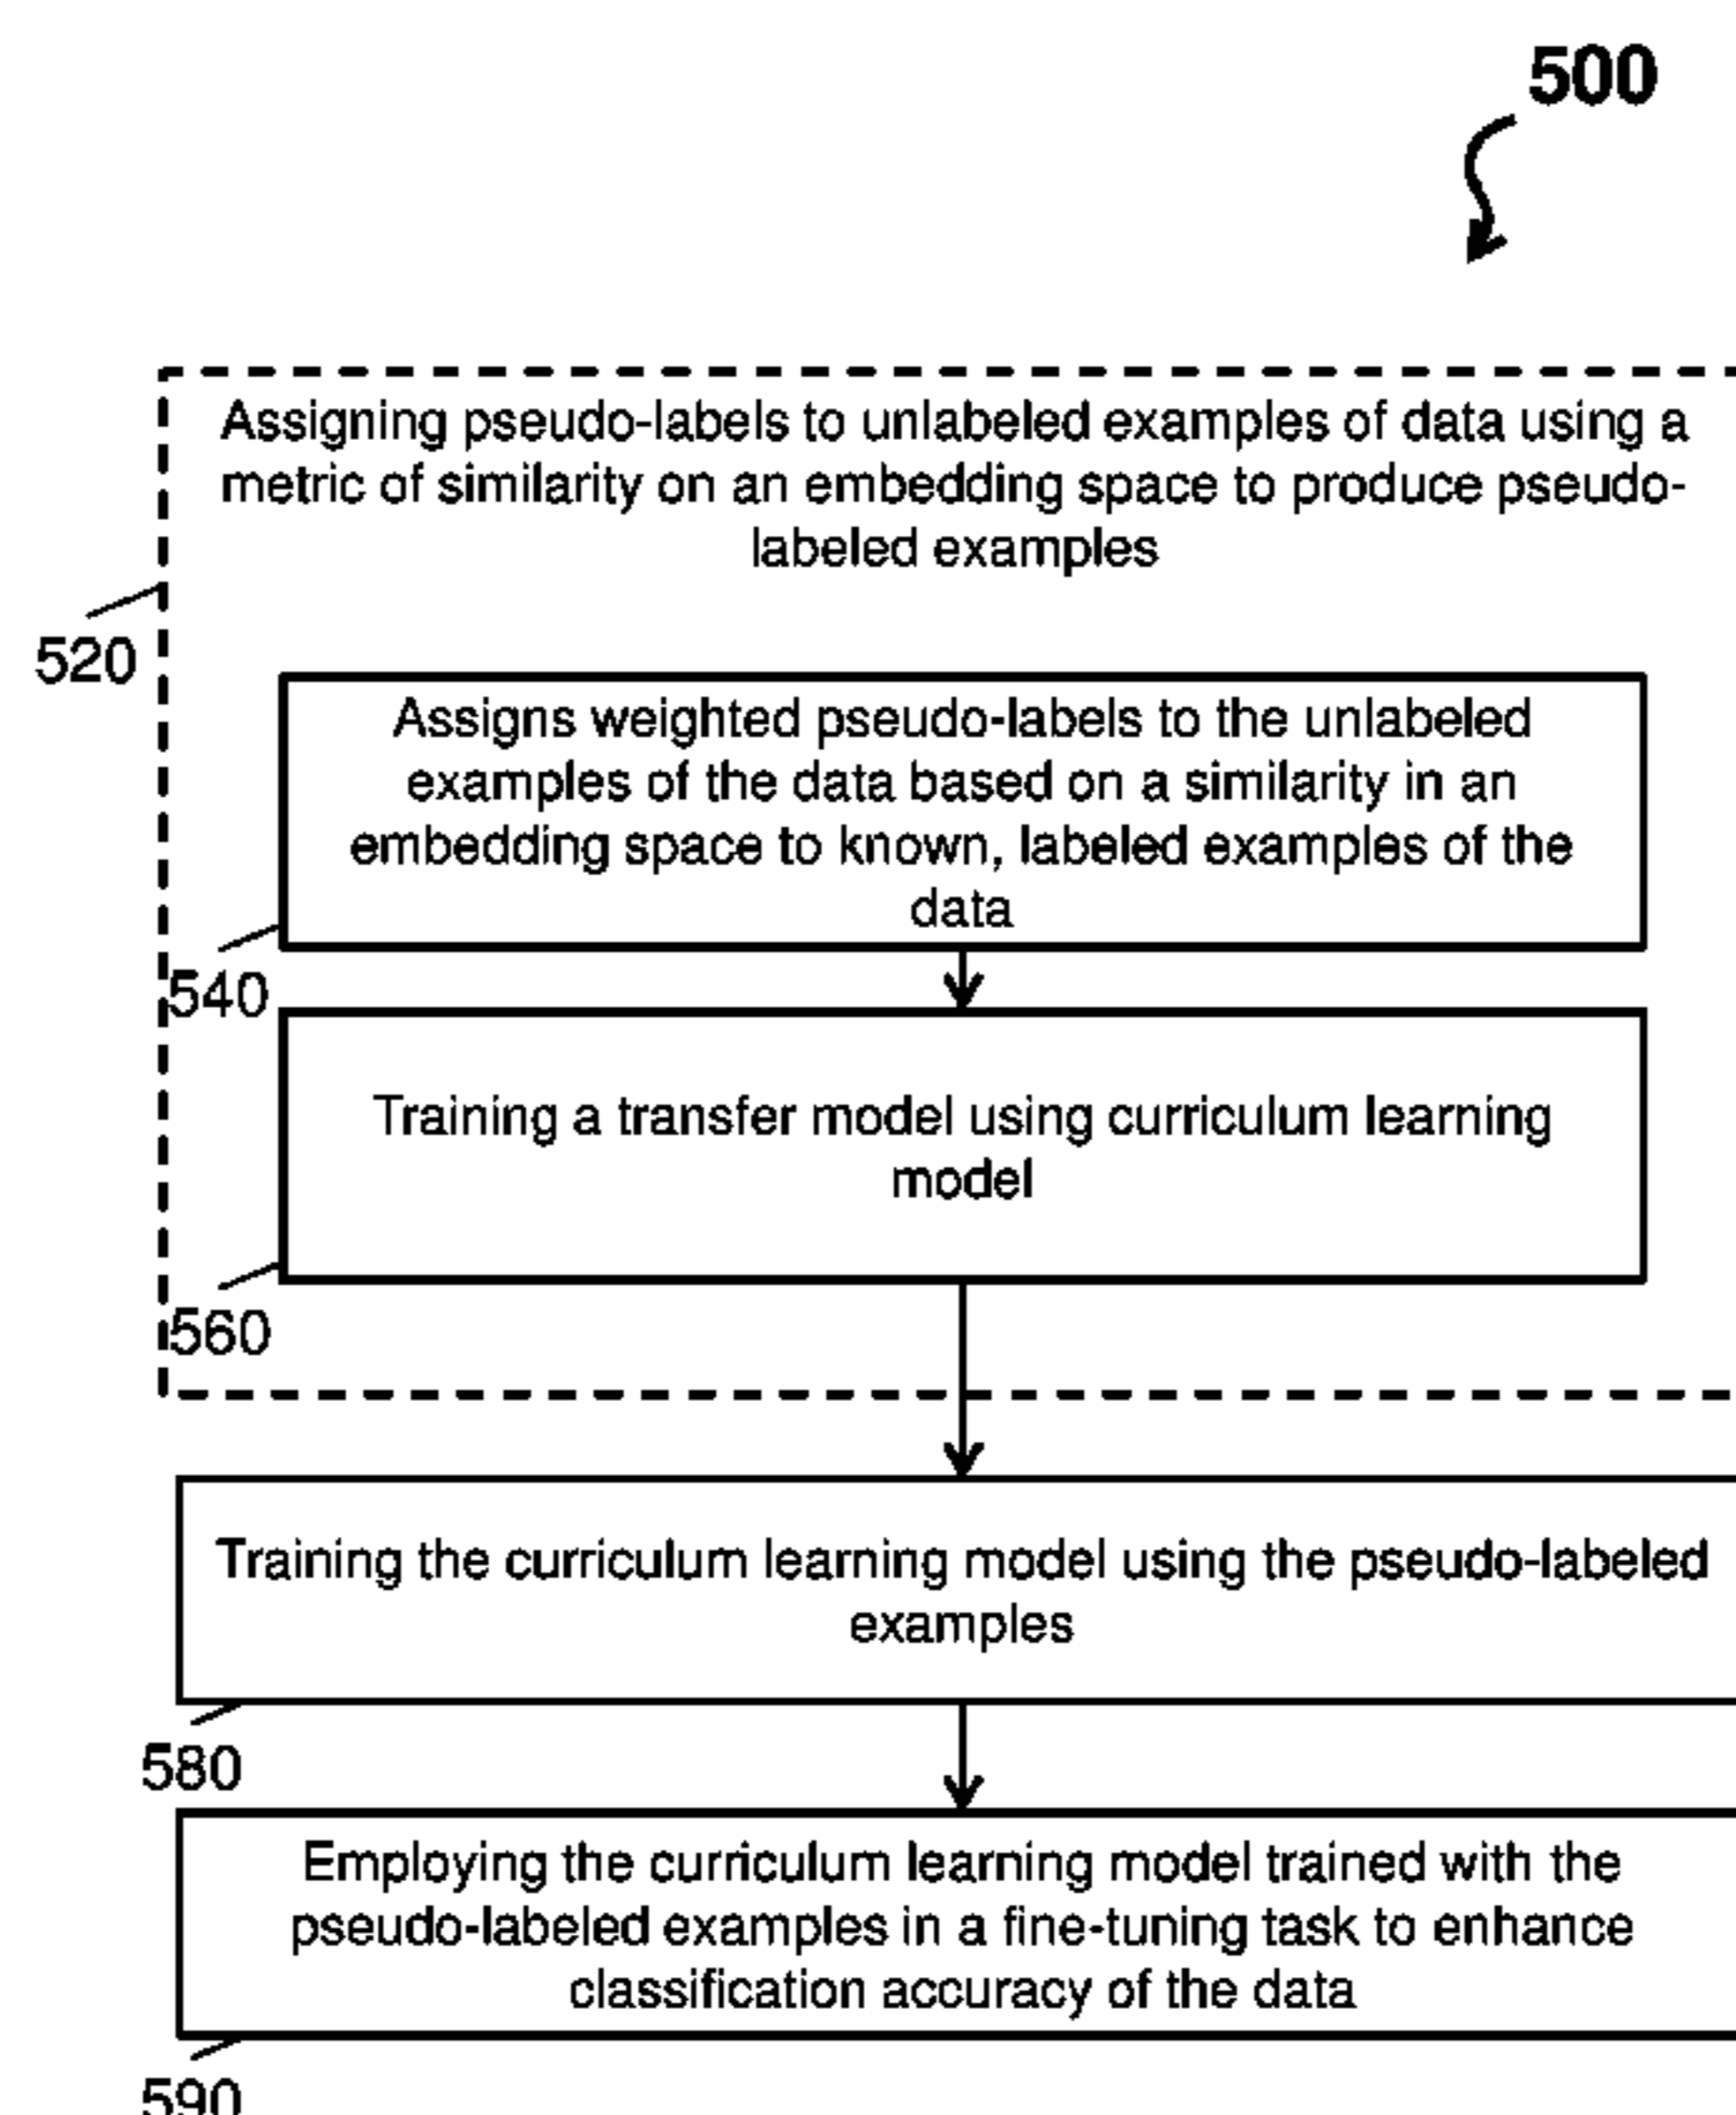 500
Assigning pseudo-labels to unlabeled examples of data using a
metric of similarity on an embedding space to produce pseudo-
labeled examples
520
Assigns weighted pseudo-labels to the unlabeled
examples of the data based on a similarity in an
embedding space to known, labeled examples of the
data
540
Training a transfer model using curriculum learning
model
560
Training the curriculum learning model using the pseudo-labeled
examples
580
Employing the curriculum learning model trained with the
pseudo-labeled examples in a fine-tuning task to enhance
classification accuracy of the data
590